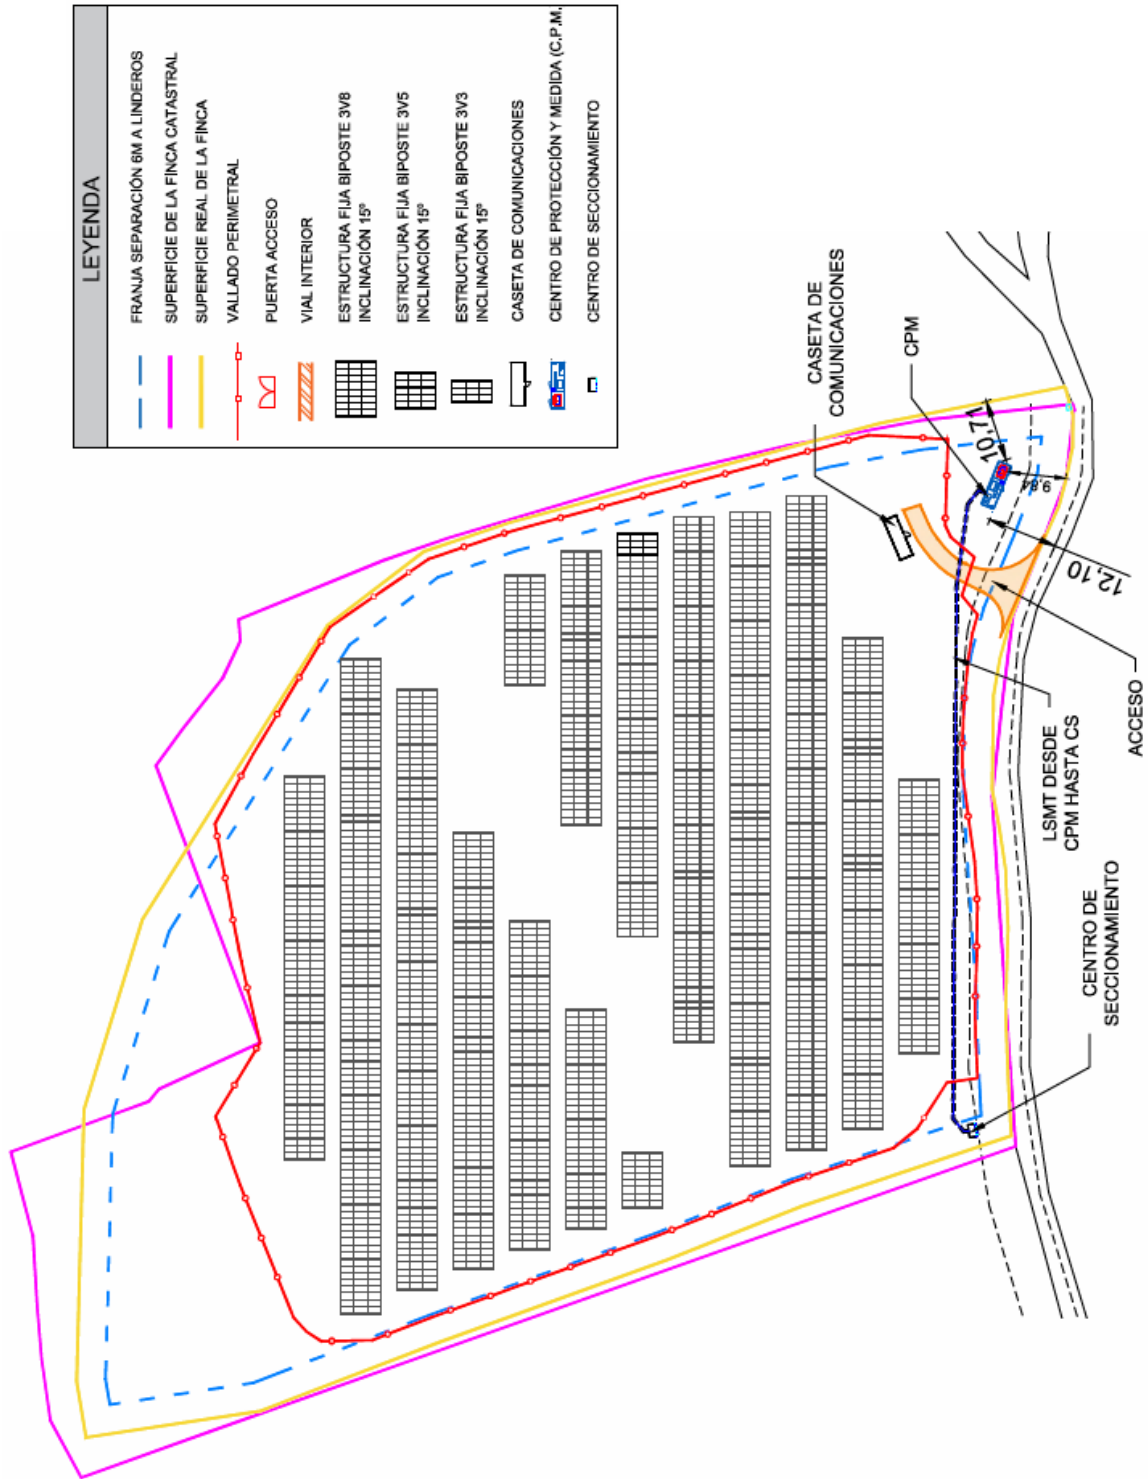 LEYENDA
FRANJA SEPARACIÓN 6M A LINDEROS
SUPERFICIE DE LA FINCA CATASTRAL
SUPERFICIE REAL DE LA FINCA
VALLADO PERIMETRAL
PUERTA ACCESO
VIAL INTERIOR
ESTRUCTURA FIJA BIPOSTE 3V8
INCLINACIÓN 15º
ESTRUCTURA FIJA BIPOSTE 3V5
INCLINACIÓN 15º
ESTRUCTURA FIJA BIPOSTE 3V3
INCLINACIÓN 15º
CASETA DE COMUNICACIONES
CENTRO DE PROTECCIÓN Y MEDIDA (C.P.M.
CENTRO DE SECCIONAMIENTO
CASETA DE
COMUNICACIONES
CPM
10,71
9,84
12,10
ACCESO
LSMT DESDE
CPM HASTA CS
CENTRO DE
SECCIONAMIENTO